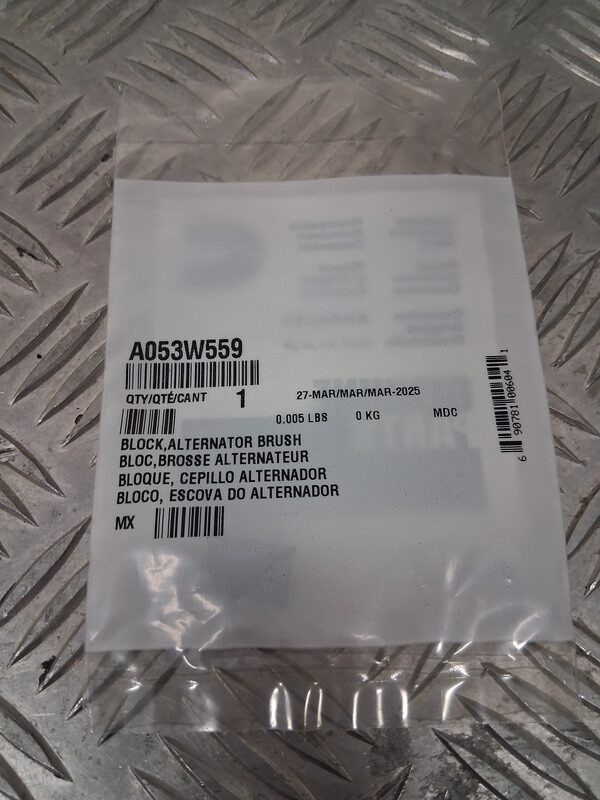 A053W559
QTY/QTÉ/CANT 1 27-MAR/MAR/MAR-2025
0.005 LBS 0 KG MDC
BLOCK,ALTERNATOR BRUSH
BLOC,BROSSE ALTERNATEUR
BLOQUE, CEPILLO ALTERNADOR
BLOCO, ESCOVA DO ALTERNADOR
MX
6 90781 00604 1